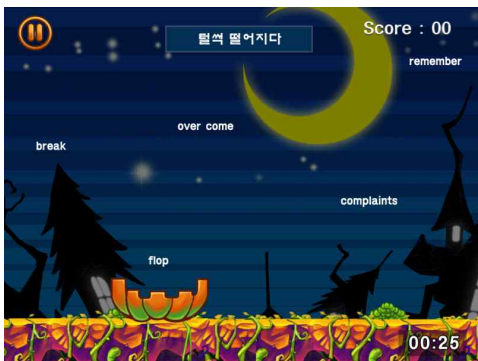 털썩 떨어지다
Score : 00
remember
over come
break
complaints
flop
00:25